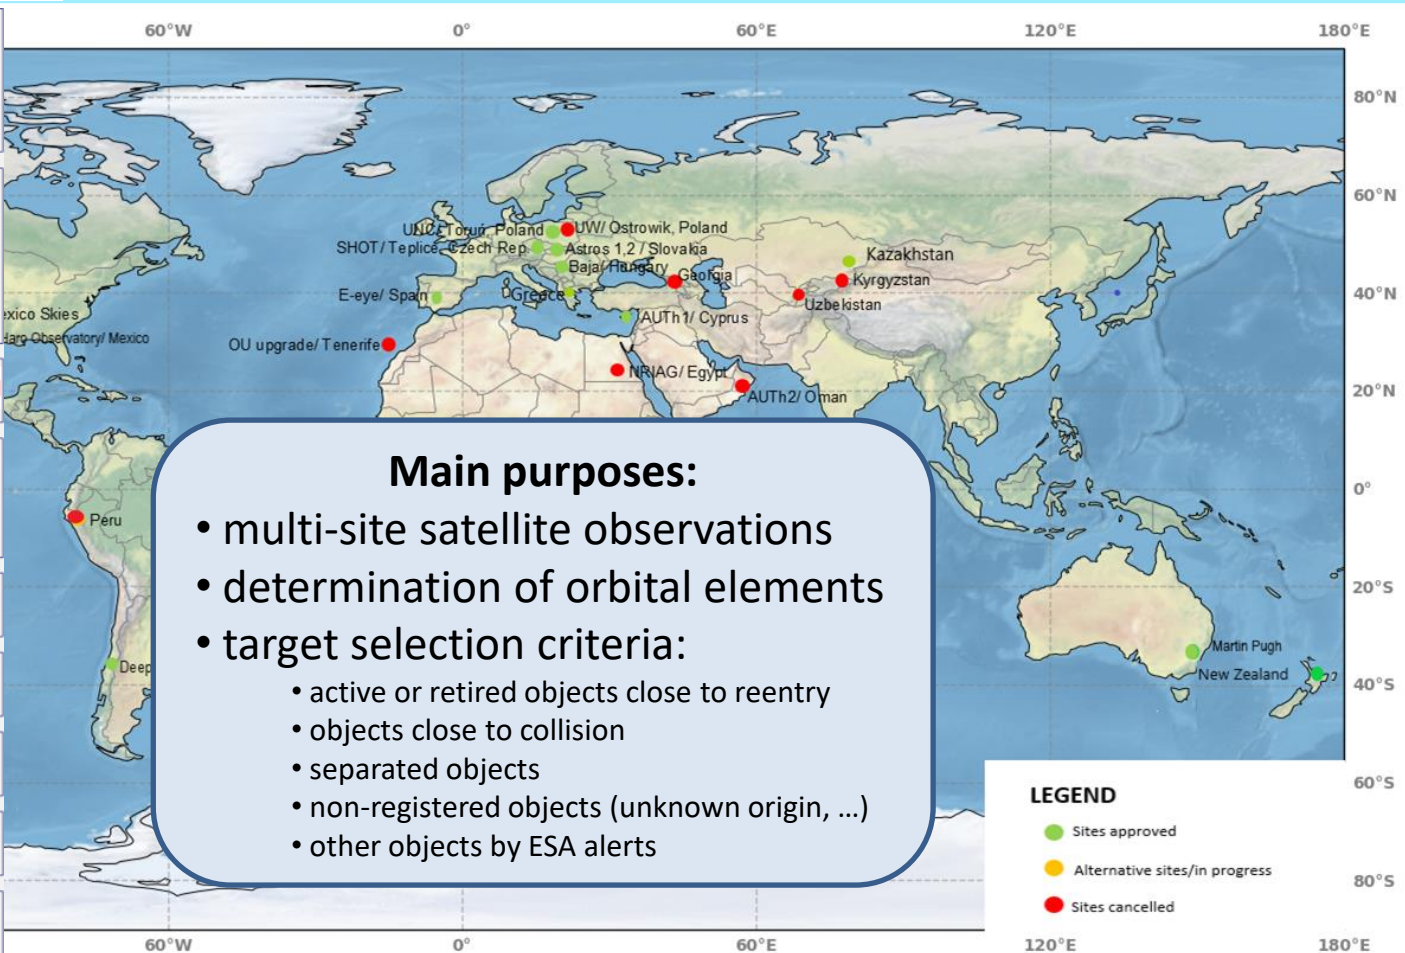 60°W 0° 60°E 120°E 180°E
80°N
60°N
UNC/ Toruń, Poland
UW/ Ostrowik, Poland
SHOT/ Teplice, Czech Rep.
Astros 1,2 / Slovakia
Baja/ Hungary
Georgia
Kazakhstan
Kyrgyzstan
Uzbekistan
E-eye/ Spain
Greece
40°N
AUTh1/ Cyprus
exico Skies
Haro Observatory/ Mexico
OU upgrade/ Tenerife
NRIAG/ Egypt
AUTh2/ Oman
20°N
Main purposes:
• multi-site satellite observations
• determination of orbital elements
• target selection criteria:
• active or retired objects close to reentry
• objects close to collision
• separated objects
• non-registered objects (unknown origin, ...)
• other objects by ESA alerts
0°
Peru
20°S
Deep
Martin Pugh
New Zealand
40°S
60°S
LEGEND
Sites approved
Alternative sites/in progress
Sites cancelled
80°S
60°W 0° 60°E 120°E 180°E